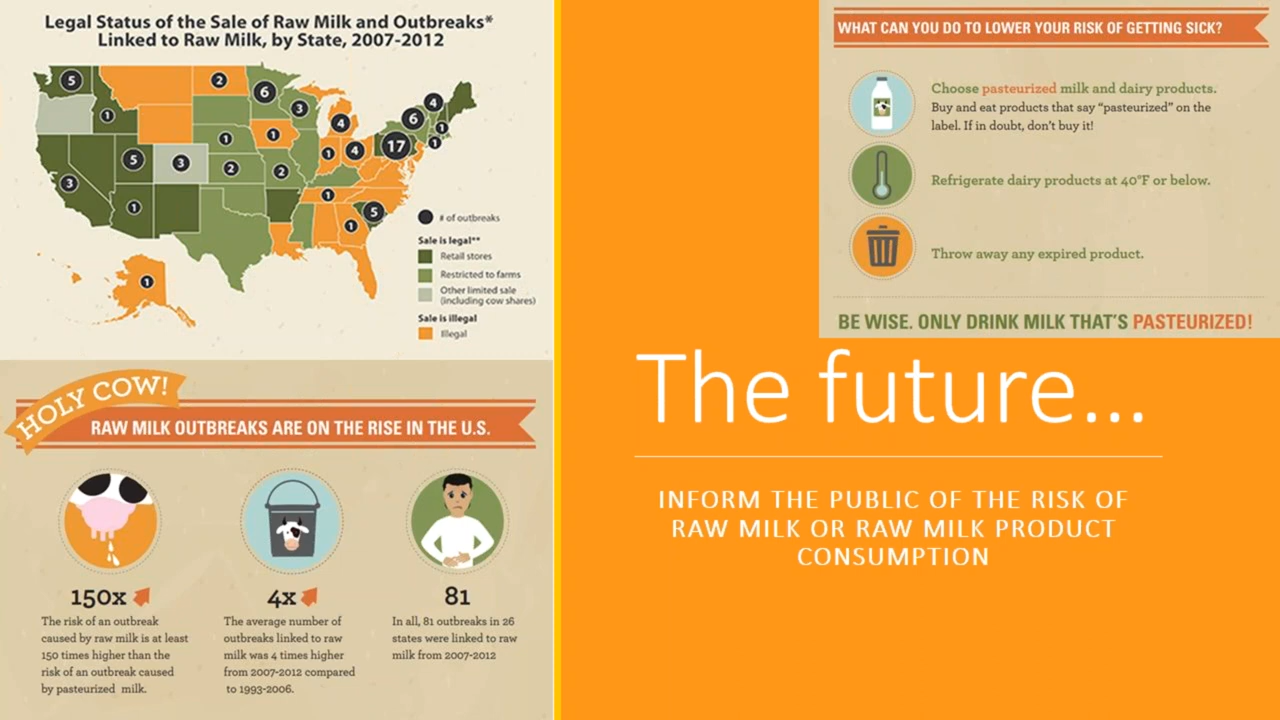 Legal Status of the Sale of Raw Milk and Outbreaks*
Linked to Raw Milk, by State, 2007-2012
5
2
6
1
3
4
6
4
1
1
1
1
4
1
17
5
3
2
2
3
1
1
5
1
1
# of outbreaks
Sale is legal**
Retail stores
Restricted to farms
Other limited sale
(including cow shares)
Sale is illegal
Illegal
HOLY COW!
RAW MILK OUTBREAKS ARE ON THE RISE IN THE U.S.
150x
The risk of an outbreak
caused by raw milk is at least
150 times higher than the
risk of an outbreak caused
by pasteurized milk.
4x
The average number of
outbreaks linked to raw
milk was 4 times higher
from 2007-2012 compared
to 1993-2006.
81
In all, 81 outbreaks in 26
states were linked to raw
milk from 2007-2012
WHAT CAN YOU DO TO LOWER YOUR RISK OF GETTING SICK?
Choose pasteurized milk and dairy products.
Buy and eat products that say “pasteurized” on the
label. If in doubt, don’t buy it!
Refrigerate dairy products at 40°F or below.
Throw away any expired product.
BE WISE. ONLY DRINK MILK THAT’S PASTEURIZED!
The future...
INFORM THE PUBLIC OF THE RISK OF
RAW MILK OR RAW MILK PRODUCT
CONSUMPTION